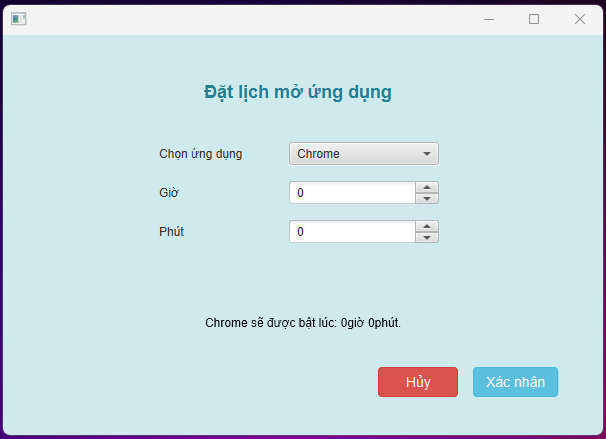 Đặt lịch mở ứng dụng
Chọn ứng dụng Chrome
Giờ 0
Phút 0
Chrome sẽ được bật lúc: 0giờ 0phút.
Hủy Xác nhận